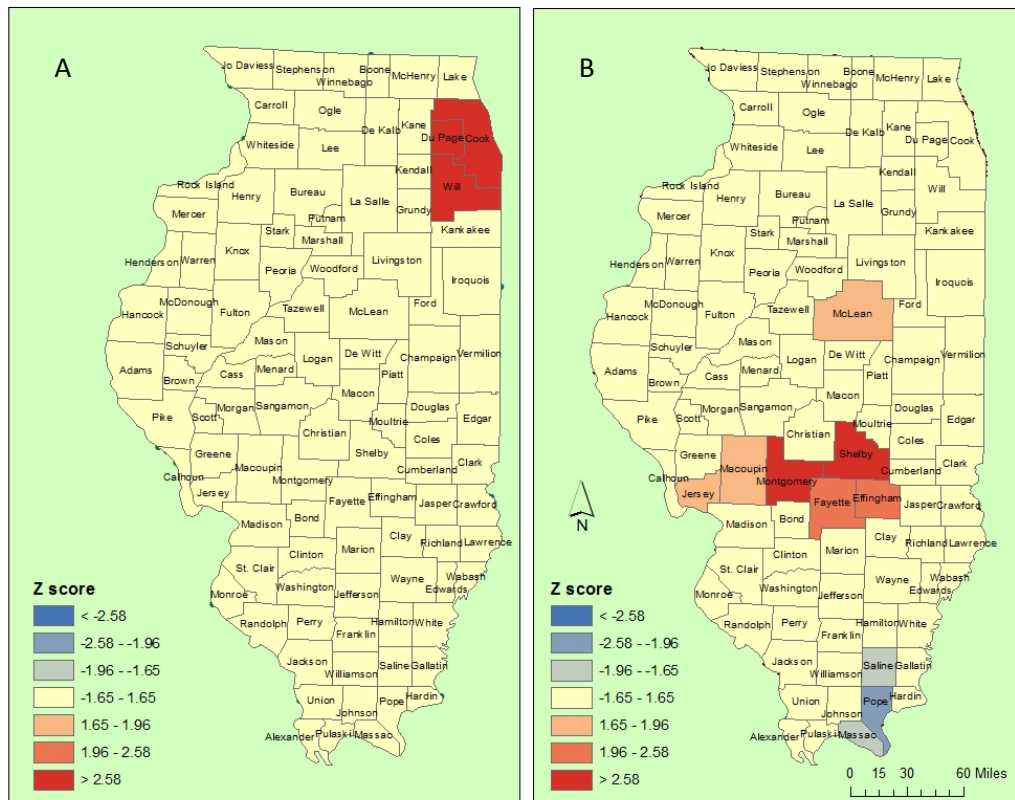 A
Jo Daviess
Stephenson
Winnebago
Boone
McHenry
Lake
Carroll
Ogle
De Kalb
Kane
Du Page
Cook
Whiteside
Lee
Kendall
Will
Rock Island
Henry
Bureau
La Salle
Grundy
Mercer
Putnam
Kankakee
Stark
Marshall
Henderson
Warren
Knox
Peoria
Woodford
Livingston
Iroquois
McDonough
Hancock
Fulton
Tazewell
McLean
Ford
Schuyler
Mason
Logan
De Witt
Champaign
Vermilion
Adams
Brown
Cass
Menard
Piatt
Macon
Pike
Scott
Morgan
Sangamon
Douglas
Edgar
Christian
Moultrie
Coles
Greene
Shelby
Clark
Calhoun
Macoupin
Montgomery
Cumberland
Jersey
Fayette
Effingham
Jasper
Crawford
Madison
Bond
Clay
Richland
Lawrence
Clinton
Marion
St. Clair
Wayne
Wabash
Edwards
Monroe
Washington
Jefferson
Randolph
Perry
Hamilton
White
Franklin
Jackson
Williamson
Saline
Gallatin
Union
Johnson
Pope
Hardin
Alexander
Pulaski
Massac
Z score
< -2.58
-2.58 - -1.96
-1.96 - -1.65
-1.65 - 1.65
1.65 - 1.96
1.96 - 2.58
> 2.58
B
Jo Daviess
Stephenson
Winnebago
Boone
McHenry
Lake
Carroll
Ogle
De Kalb
Kane
Du Page
Cook
Whiteside
Lee
Kendall
Will
Rock Island
Henry
Bureau
La Salle
Grundy
Mercer
Putnam
Kankakee
Stark
Marshall
Henderson
Warren
Knox
Peoria
Woodford
Livingston
Iroquois
McDonough
Hancock
Fulton
Tazewell
McLean
Ford
Schuyler
Mason
Logan
De Witt
Champaign
Vermilion
Adams
Brown
Cass
Menard
Piatt
Macon
Pike
Scott
Morgan
Sangamon
Douglas
Edgar
Christian
Moultrie
Coles
Greene
Shelby
Clark
Calhoun
Macoupin
Montgomery
Cumberland
Jersey
Fayette
Effingham
Jasper
Crawford
Madison
Bond
Clay
Richland
Lawrence
Clinton
Marion
St. Clair
Wayne
Wabash
Edwards
Monroe
Washington
Jefferson
Randolph
Perry
Hamilton
White
Franklin
Jackson
Williamson
Saline
Gallatin
Union
Johnson
Pope
Hardin
Alexander
Pulaski
Massac
N
Z score
< -2.58
-2.58 - -1.96
-1.96 - -1.65
-1.65 - 1.65
1.65 - 1.96
1.96 - 2.58
> 2.58
0 15 30 60 Miles